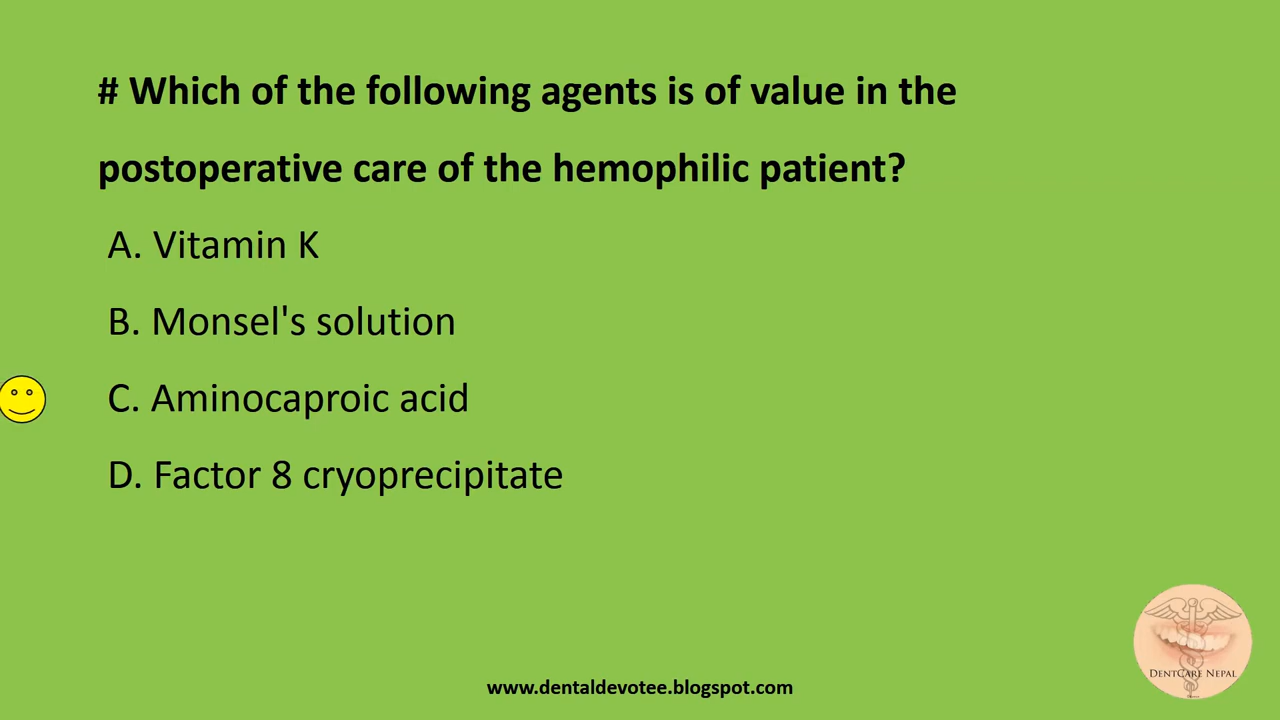 # Which of the following agents is of value in the
postoperative care of the hemophilic patient?
A. Vitamin K
B. Monsel's solution
C. Aminocaproic acid
D. Factor 8 cryoprecipitate
DENTCARE NEPAL
www.dentaldevotee.blogspot.com